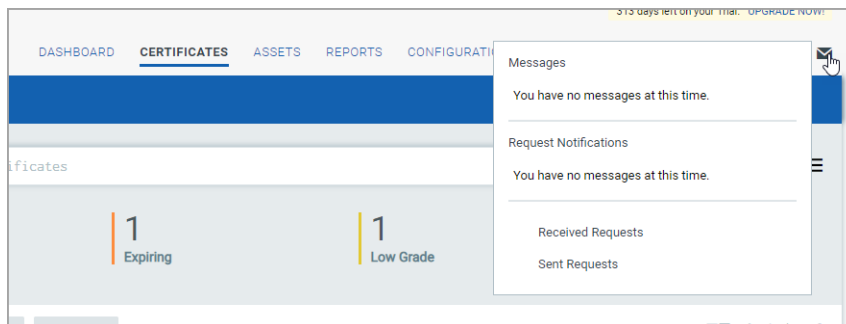 313 days left on your Trial. UPGRADE NOW!
DASHBOARD CERTIFICATES ASSETS REPORTS CONFIGURATI
Messages
You have no messages at this time.
Request Notifications
You have no messages at this time.
ificates
1
Expiring
1
Low Grade
Received Requests
Sent Requests